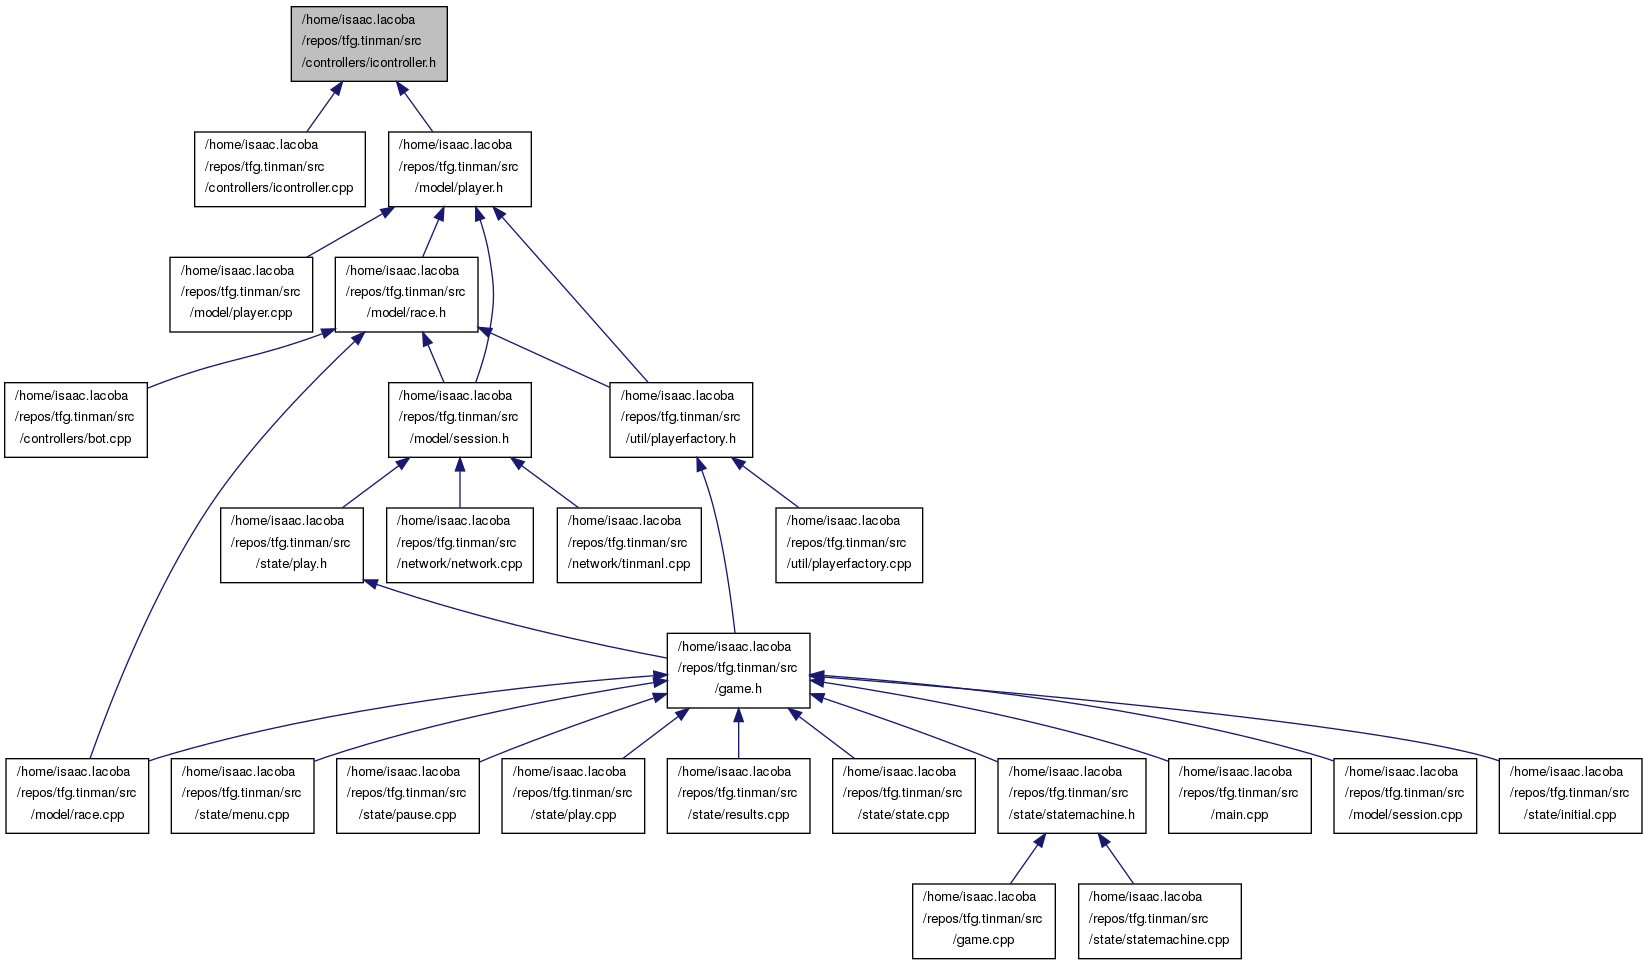 /home/isaac.lacoba
/repos/tfg.tinman/src
/controllers/icontroller.h
/home/isaac.lacoba
/repos/tfg.tinman/src
/controllers/icontroller.cpp
/home/isaac.lacoba
/repos/tfg.tinman/src
/model/player.h
/home/isaac.lacoba
/repos/tfg.tinman/src
/model/player.cpp
/home/isaac.lacoba
/repos/tfg.tinman/src
/model/race.h
/home/isaac.lacoba
/repos/tfg.tinman/src
/controllers/bot.cpp
/home/isaac.lacoba
/repos/tfg.tinman/src
/model/session.h
/home/isaac.lacoba
/repos/tfg.tinman/src
/util/playerfactory.h
/home/isaac.lacoba
/repos/tfg.tinman/src
/state/play.h
/home/isaac.lacoba
/repos/tfg.tinman/src
/network/network.cpp
/home/isaac.lacoba
/repos/tfg.tinman/src
/network/tinmanI.cpp
/home/isaac.lacoba
/repos/tfg.tinman/src
/util/playerfactory.cpp
/home/isaac.lacoba
/repos/tfg.tinman/src
/game.h
/home/isaac.lacoba
/repos/tfg.tinman/src
/model/race.cpp
/home/isaac.lacoba
/repos/tfg.tinman/src
/state/menu.cpp
/home/isaac.lacoba
/repos/tfg.tinman/src
/state/pause.cpp
/home/isaac.lacoba
/repos/tfg.tinman/src
/state/play.cpp
/home/isaac.lacoba
/repos/tfg.tinman/src
/state/results.cpp
/home/isaac.lacoba
/repos/tfg.tinman/src
/state/state.cpp
/home/isaac.lacoba
/repos/tfg.tinman/src
/state/statemachine.h
/home/isaac.lacoba
/repos/tfg.tinman/src
/main.cpp
/home/isaac.lacoba
/repos/tfg.tinman/src
/model/session.cpp
/home/isaac.lacoba
/repos/tfg.tinman/src
/state/initial.cpp
/home/isaac.lacoba
/repos/tfg.tinman/src
/game.cpp
/home/isaac.lacoba
/repos/tfg.tinman/src
/state/statemachine.cpp